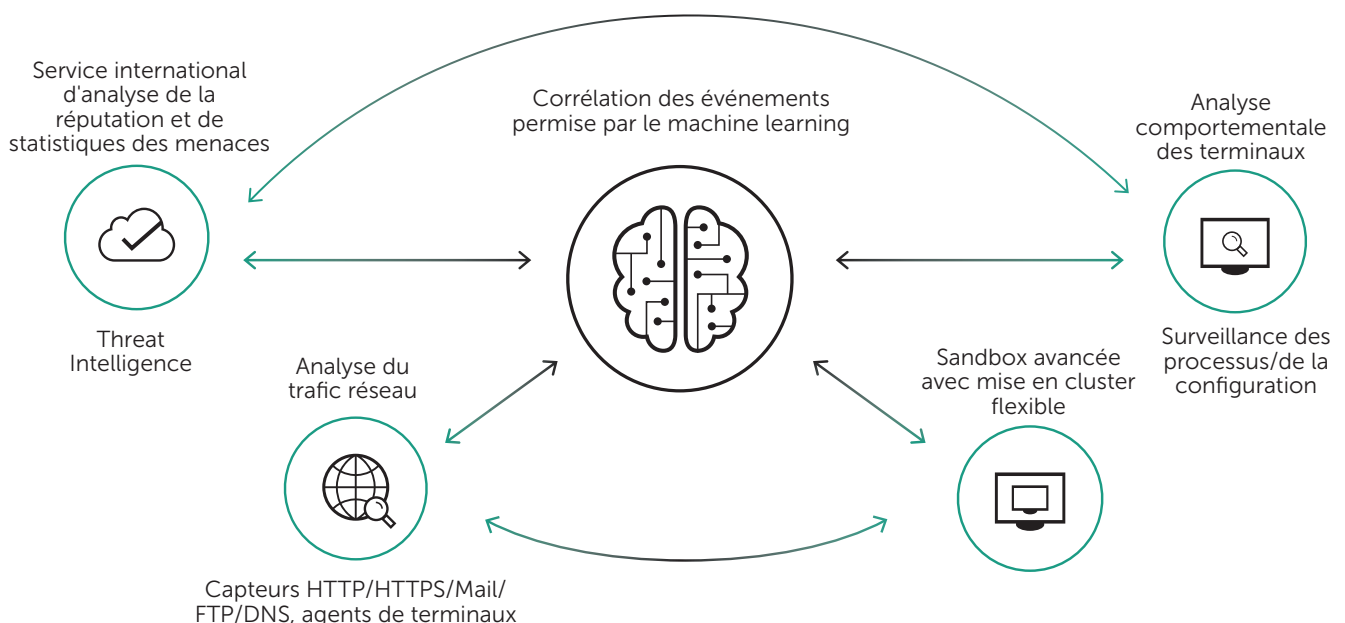 Service international
d'analyse de la
réputation et de
statistiques des menaces
Threat
Intelligence
Corrélation des événements
permise par le machine learning
Analyse
comportementale
des terminaux
Surveillance des
processus/de la
configuration
Analyse du
trafic réseau
Capteurs HTTP/HTTPS/Mail/
FTP/DNS, agents de terminaux
Sandbox avancée
avec mise en cluster
flexible